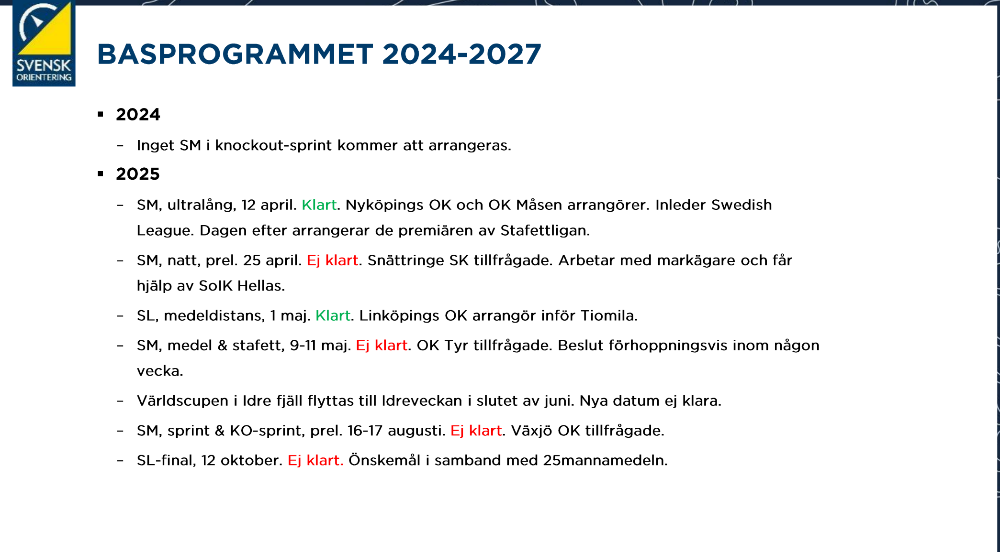 SVENSK
ORIENTERING
BASPROGRAMMET 2024-2027
▪ 2024
– Inget SM i knockout-sprint kommer att arrangeras.
▪ 2025
– SM, ultralång, 12 april. Klart. Nyköpings OK och OK Måsen arrangörer. Inleder Swedish
League. Dagen efter arrangerar de premiären av Stafettligan.
– SM, natt, prel. 25 april. Ej klart. Snättringe SK tillfrågade. Arbetar med markägare och får
hjälp av SoIK Hellas.
– SL, medeldistans, 1 maj. Klart. Linköpings OK arrangör inför Tiomila.
– SM, medel & stafett, 9-11 maj. Ej klart. OK Tyr tillfrågade. Beslut förhoppningsvis inom någon
vecka.
– Världscupen i Idre fjäll flyttas till Idreveckan i slutet av juni. Nya datum ej klara.
– SM, sprint & KO-sprint, prel. 16-17 augusti. Ej klart. Växjö OK tillfrågade.
– SL-final, 12 oktober. Ej klart. Önskemål i samband med 25mannamedeln.